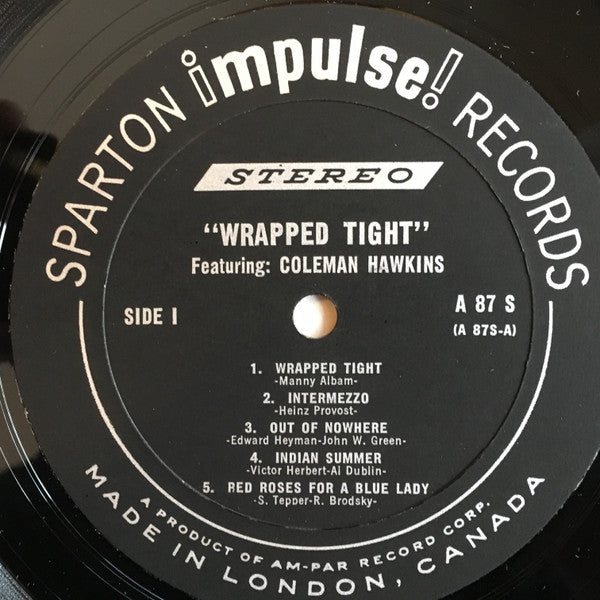 SPARTON impulse! RECORDS
STEREO
"WRAPPED TIGHT"
Featuring: COLEMAN HAWKINS
SIDE 1
A 87 S
(A 87S-A)
1. WRAPPED TIGHT
-Manny Albam-
2. INTERMEZZO
-Heinz Provost-
3. OUT OF NOWHERE
-Edward Heyman-John W. Green-
4. INDIAN SUMMER
-Victor Herbert-Al Dublin-
5. RED ROSES FOR A BLUE LADY
-S. Tepper-R. Brodsky-
A PRODUCT OF AM-PAR RECORD CORP.
MADE IN LONDON, CANADA